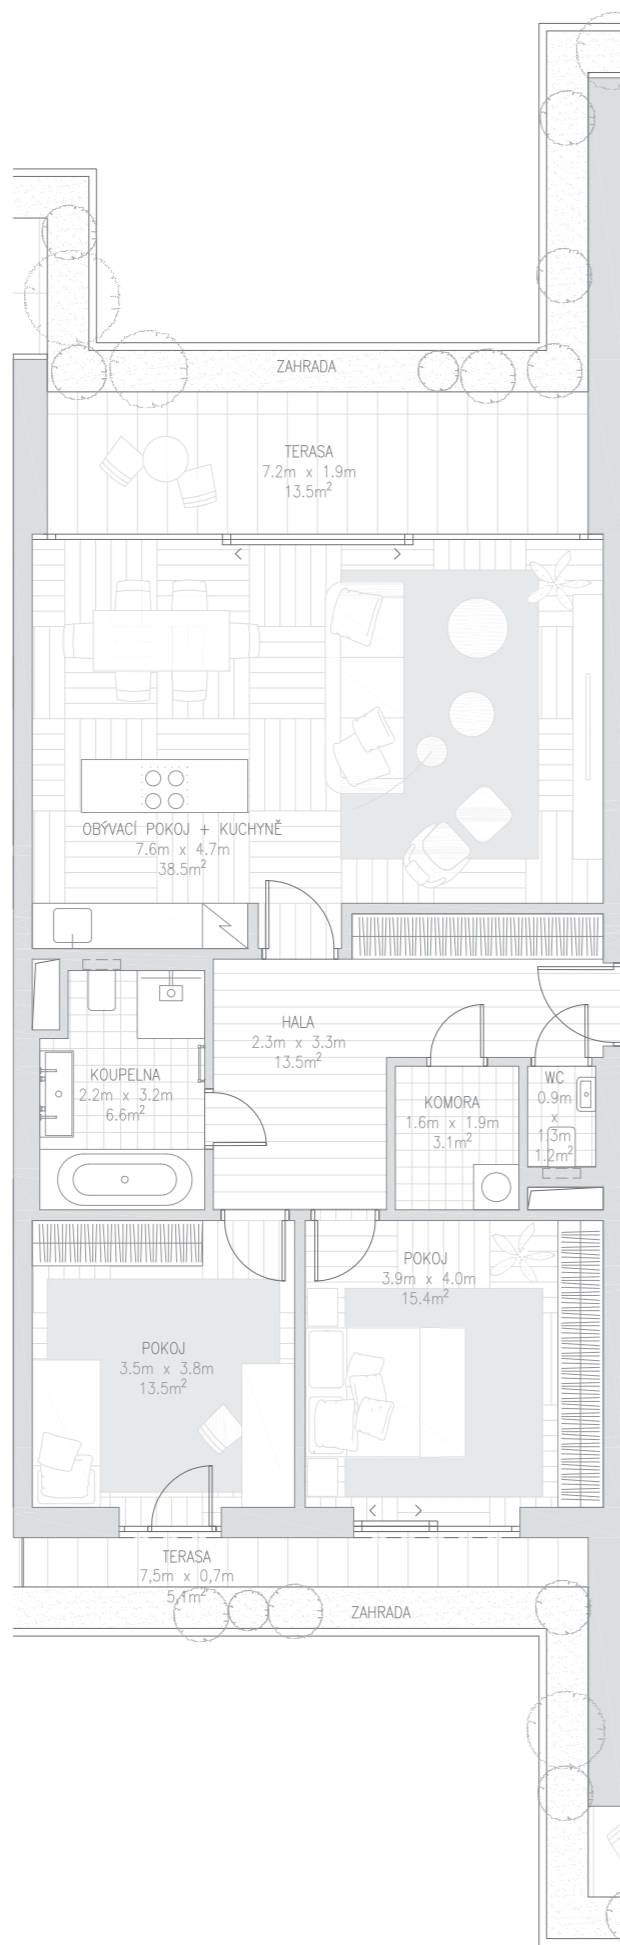 ZAHRADA
TERASA
7.2m x 1.9m
13.5m²
OBÝVACÍ POKOJ + KUCHYNĚ
7.6m x 4.7m
38.5m²
HALA
2.3m x 3.3m
13.5m²
KOUPELNA
2.2m x 3.2m
6.6m²
KOMORA
1.6m x 1.9m
3.1m²
WC
0.9m
x
1.3m
1.2m²
POKOJ
3.9m x 4.0m
15.4m²
POKOJ
3.5m x 3.8m
13.5m²
TERASA
7,5m x 0,7m
5.1m²
ZAHRADA